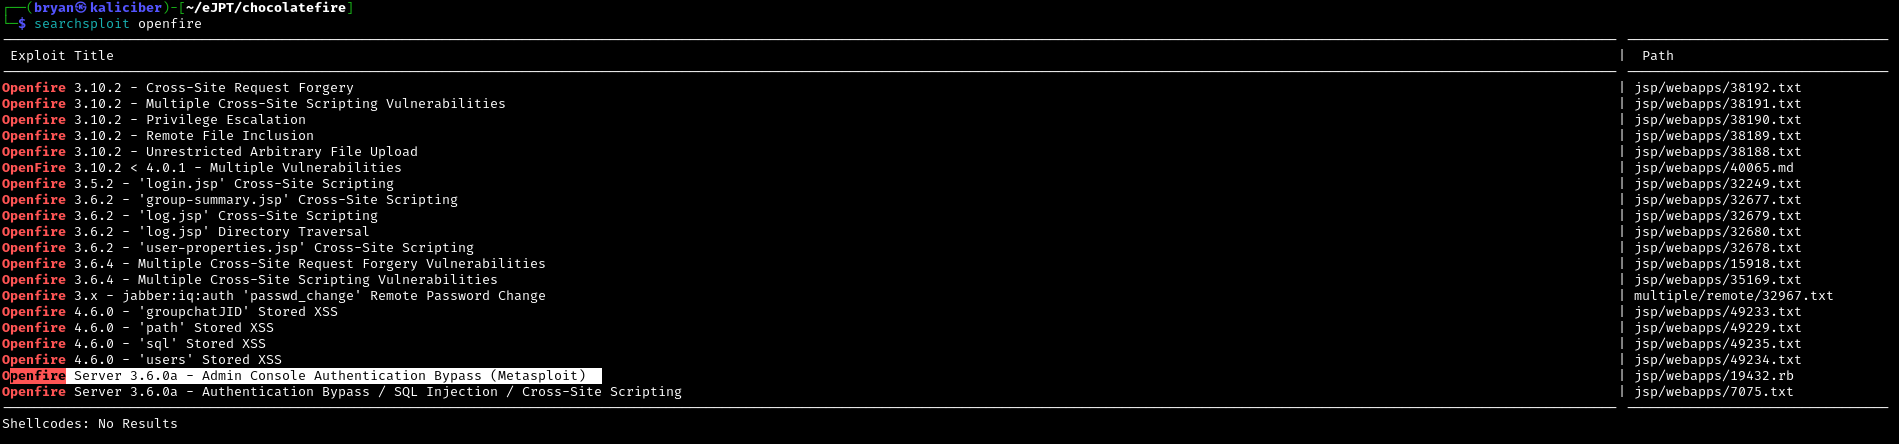 ┌──(bryan㉿kaliciber)-[~/eJPT/chocolatefire]
└─$ searchsploit openfire
Exploit Title | Path
Openfire 3.10.2 - Cross-Site Request Forgery | jsp/webapps/38192.txt
Openfire 3.10.2 - Multiple Cross-Site Scripting Vulnerabilities | jsp/webapps/38191.txt
Openfire 3.10.2 - Privilege Escalation | jsp/webapps/38190.txt
Openfire 3.10.2 - Remote File Inclusion | jsp/webapps/38189.txt
Openfire 3.10.2 - Unrestricted Arbitrary File Upload | jsp/webapps/38188.txt
OpenFire 3.10.2 < 4.0.1 - Multiple Vulnerabilities | jsp/webapps/40065.md
Openfire 3.5.2 - 'login.jsp' Cross-Site Scripting | jsp/webapps/32249.txt
Openfire 3.6.2 - 'group-summary.jsp' Cross-Site Scripting | jsp/webapps/32677.txt
Openfire 3.6.2 - 'log.jsp' Cross-Site Scripting | jsp/webapps/32679.txt
Openfire 3.6.2 - 'log.jsp' Directory Traversal | jsp/webapps/32680.txt
Openfire 3.6.2 - 'user-properties.jsp' Cross-Site Scripting | jsp/webapps/32678.txt
Openfire 3.6.4 - Multiple Cross-Site Request Forgery Vulnerabilities | jsp/webapps/15918.txt
Openfire 3.6.4 - Multiple Cross-Site Scripting Vulnerabilities | jsp/webapps/35169.txt
Openfire 3.x - jabber:iq:auth 'passwd_change' Remote Password Change | multiple/remote/32967.txt
Openfire 4.6.0 - 'groupchatJID' Stored XSS | jsp/webapps/49233.txt
Openfire 4.6.0 - 'path' Stored XSS | jsp/webapps/49229.txt
Openfire 4.6.0 - 'sql' Stored XSS | jsp/webapps/49235.txt
Openfire 4.6.0 - 'users' Stored XSS | jsp/webapps/49234.txt
Openfire Server 3.6.0a - Admin Console Authentication Bypass (Metasploit) | jsp/webapps/19432.rb
Openfire Server 3.6.0a - Authentication Bypass / SQL Injection / Cross-Site Scripting | jsp/webapps/7075.txt
Shellcodes: No Results